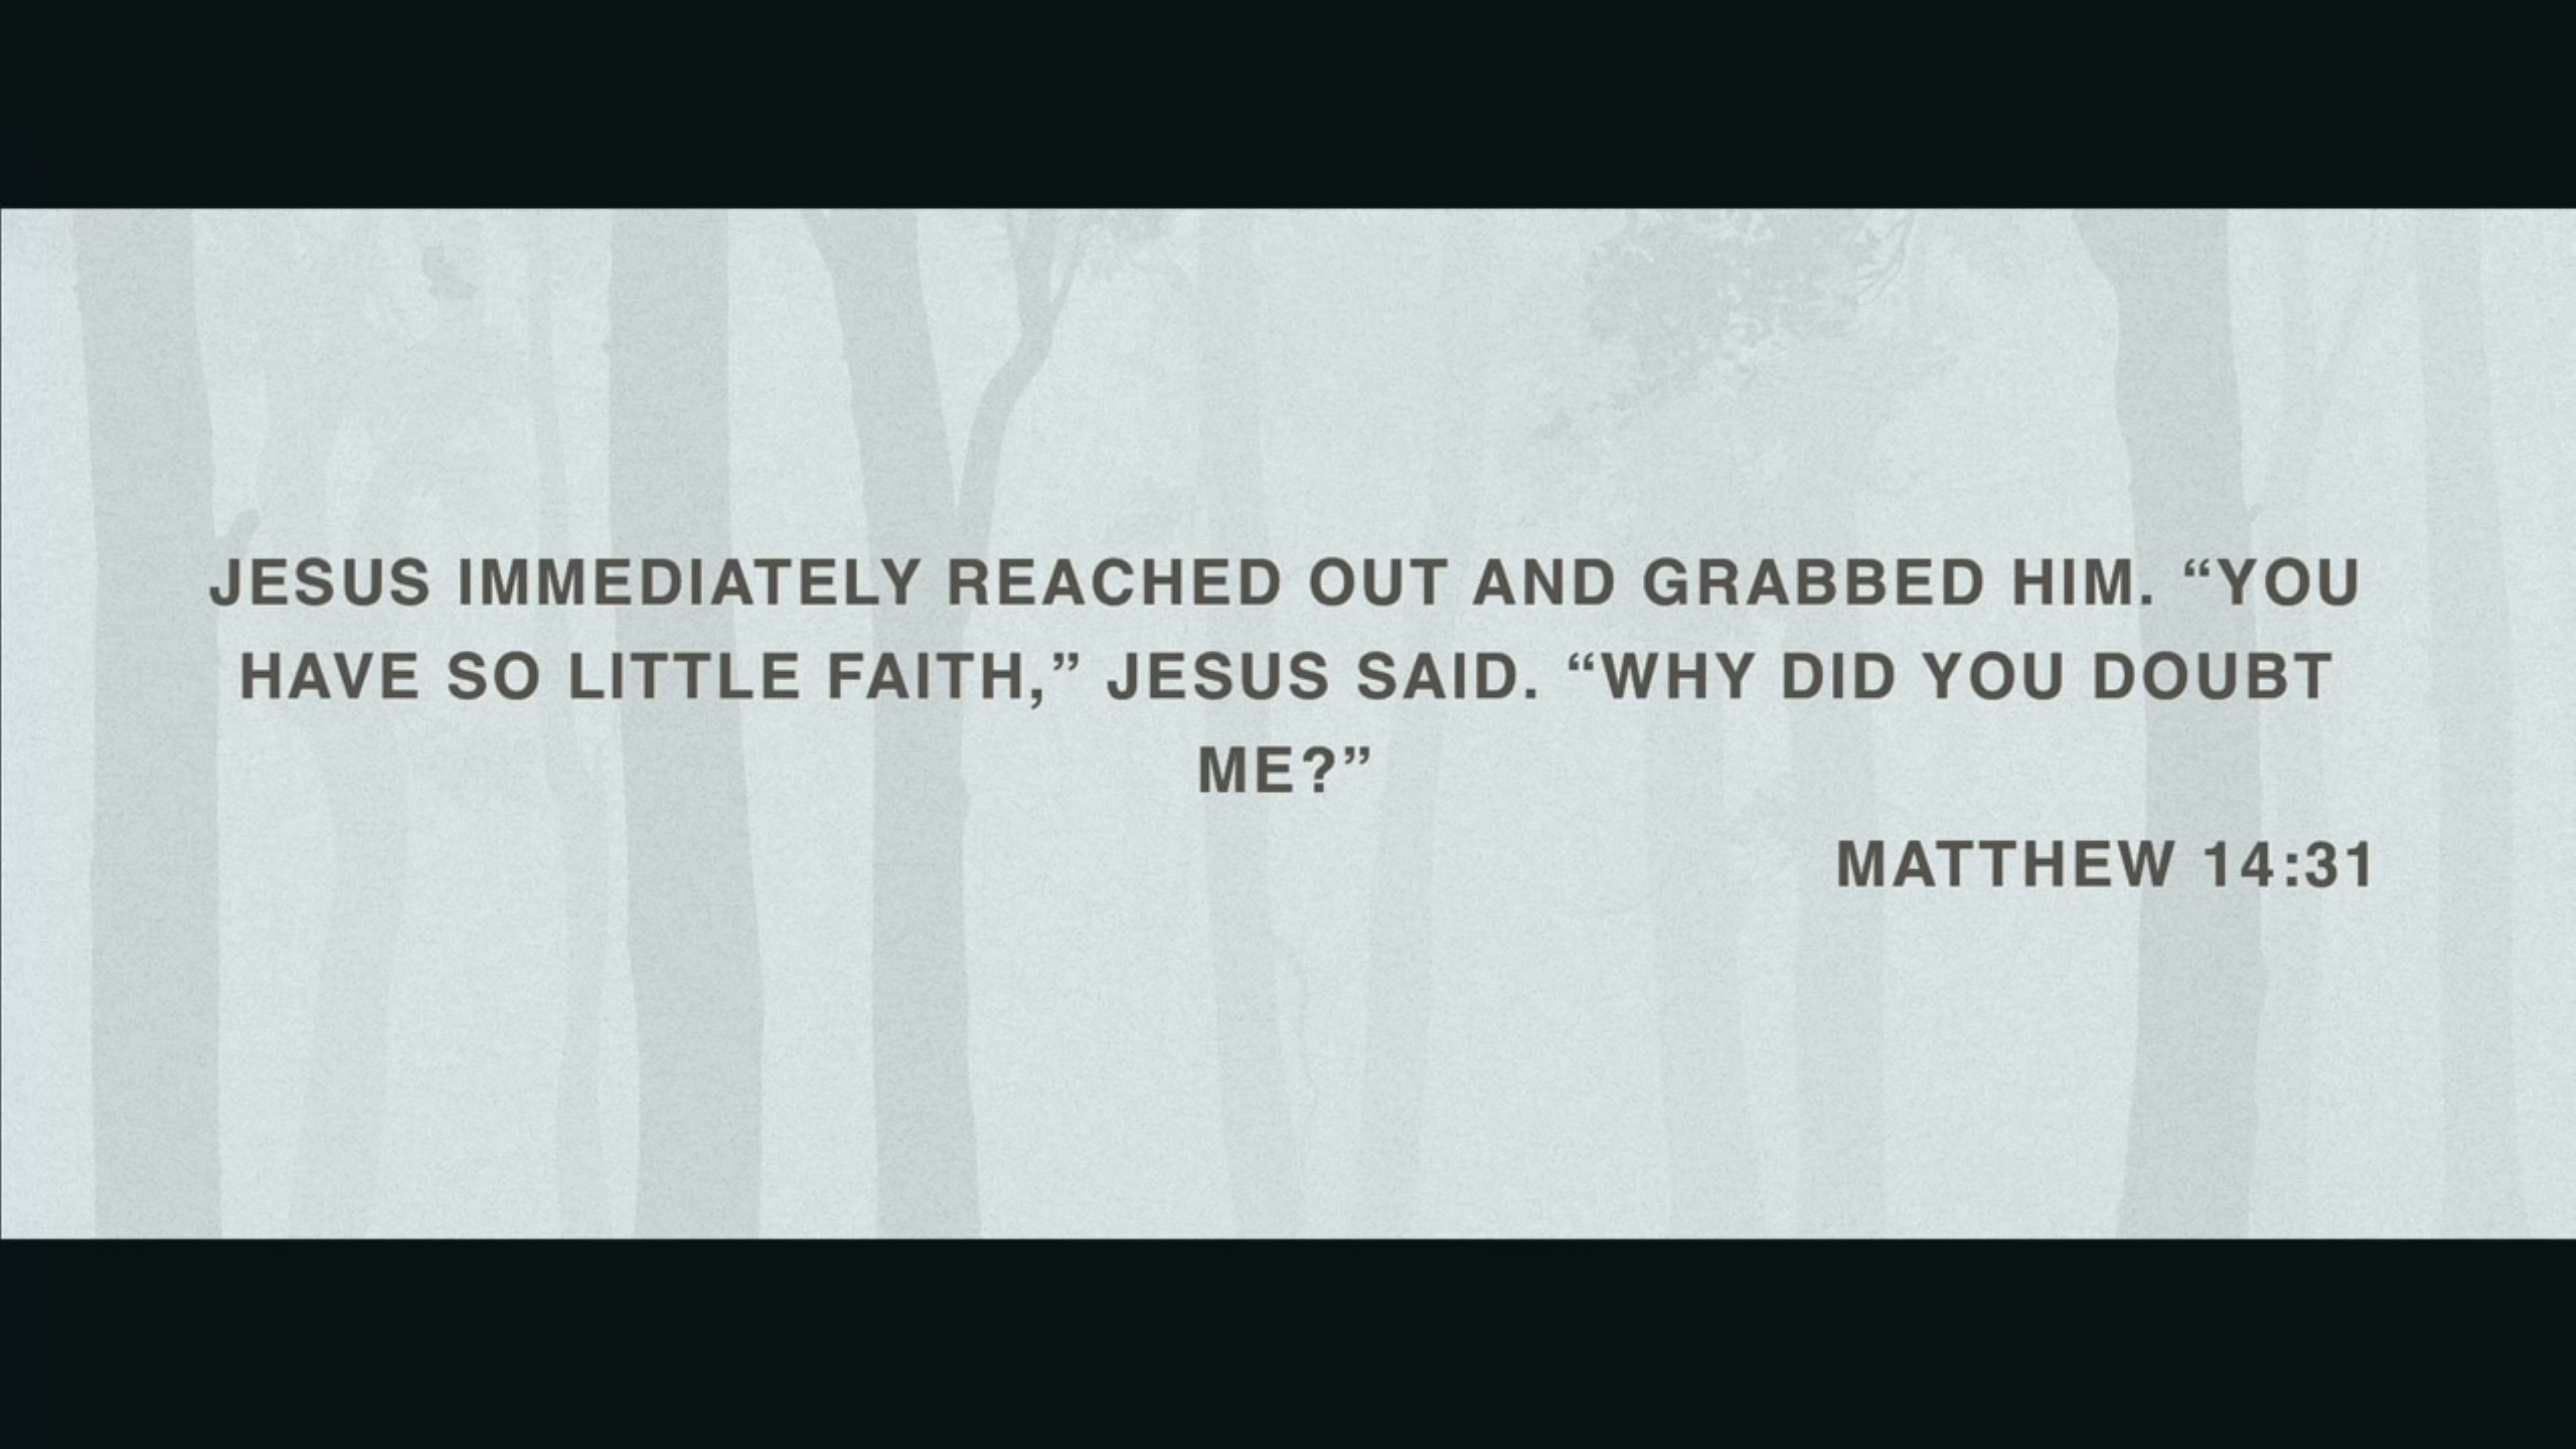 JESUS IMMEDIATELY REACHED OUT AND GRABBED HIM. “YOU
HAVE SO LITTLE FAITH,” JESUS SAID. “WHY DID YOU DOUBT
ME?”
MATTHEW 14:31